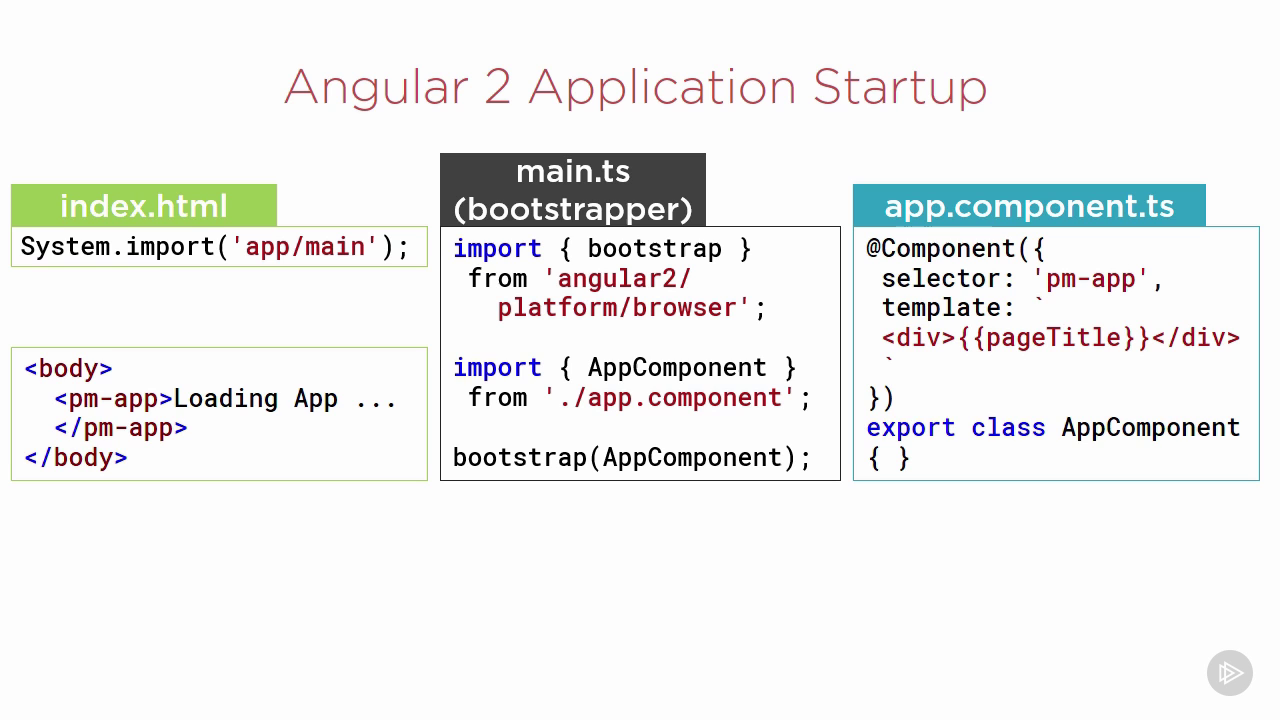 Angular 2 Application Startup
index.html
System.import('app/main');
<body>
<pm-app>Loading App ...
</pm-app>
</body>
main.ts
(bootstrapper)
import { bootstrap }
from 'angular2/
platform/browser';
import { AppComponent }
from './app.component';
bootstrap(AppComponent);
app.component.ts
@Component({
selector: 'pm-app',
template: `
<div>{{pageTitle}}</div>
`
})
export class AppComponent
{ }